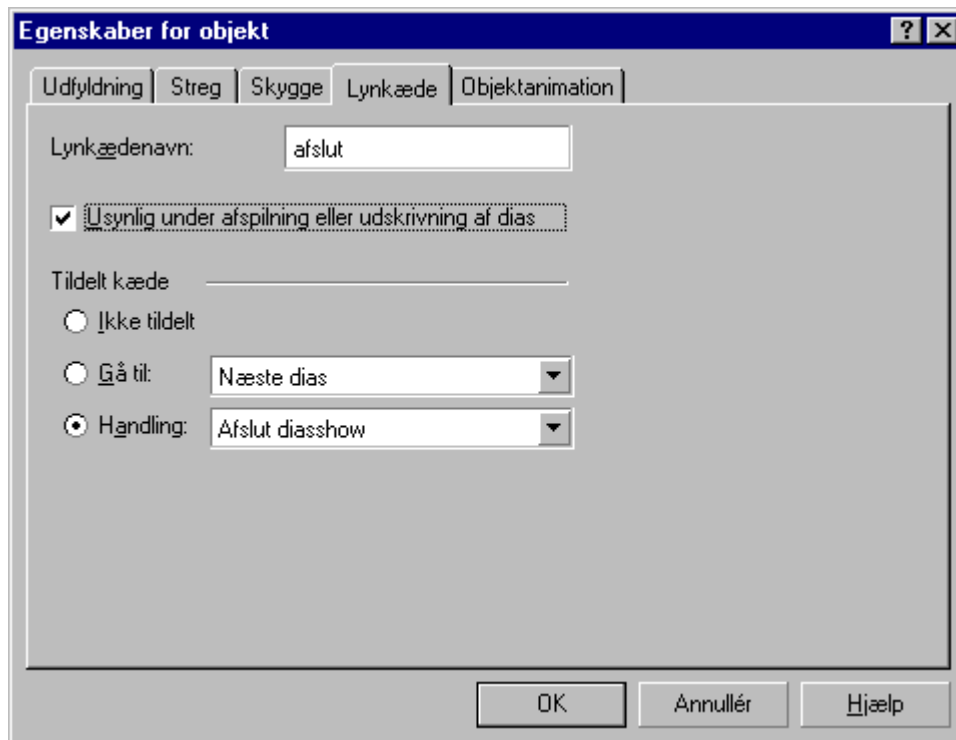 Egenskaber for objekt
Udfyldning Streg Skygge Lynkæde Objektanimation
Lynkædenavn: afslut
Usynlig under afspilning eller udskrivning af dias
Tildelt kæde
Ikke tildelt
Gå til: Næste dias
Handling: Afslut diasshow
OK Annullér Hjælp